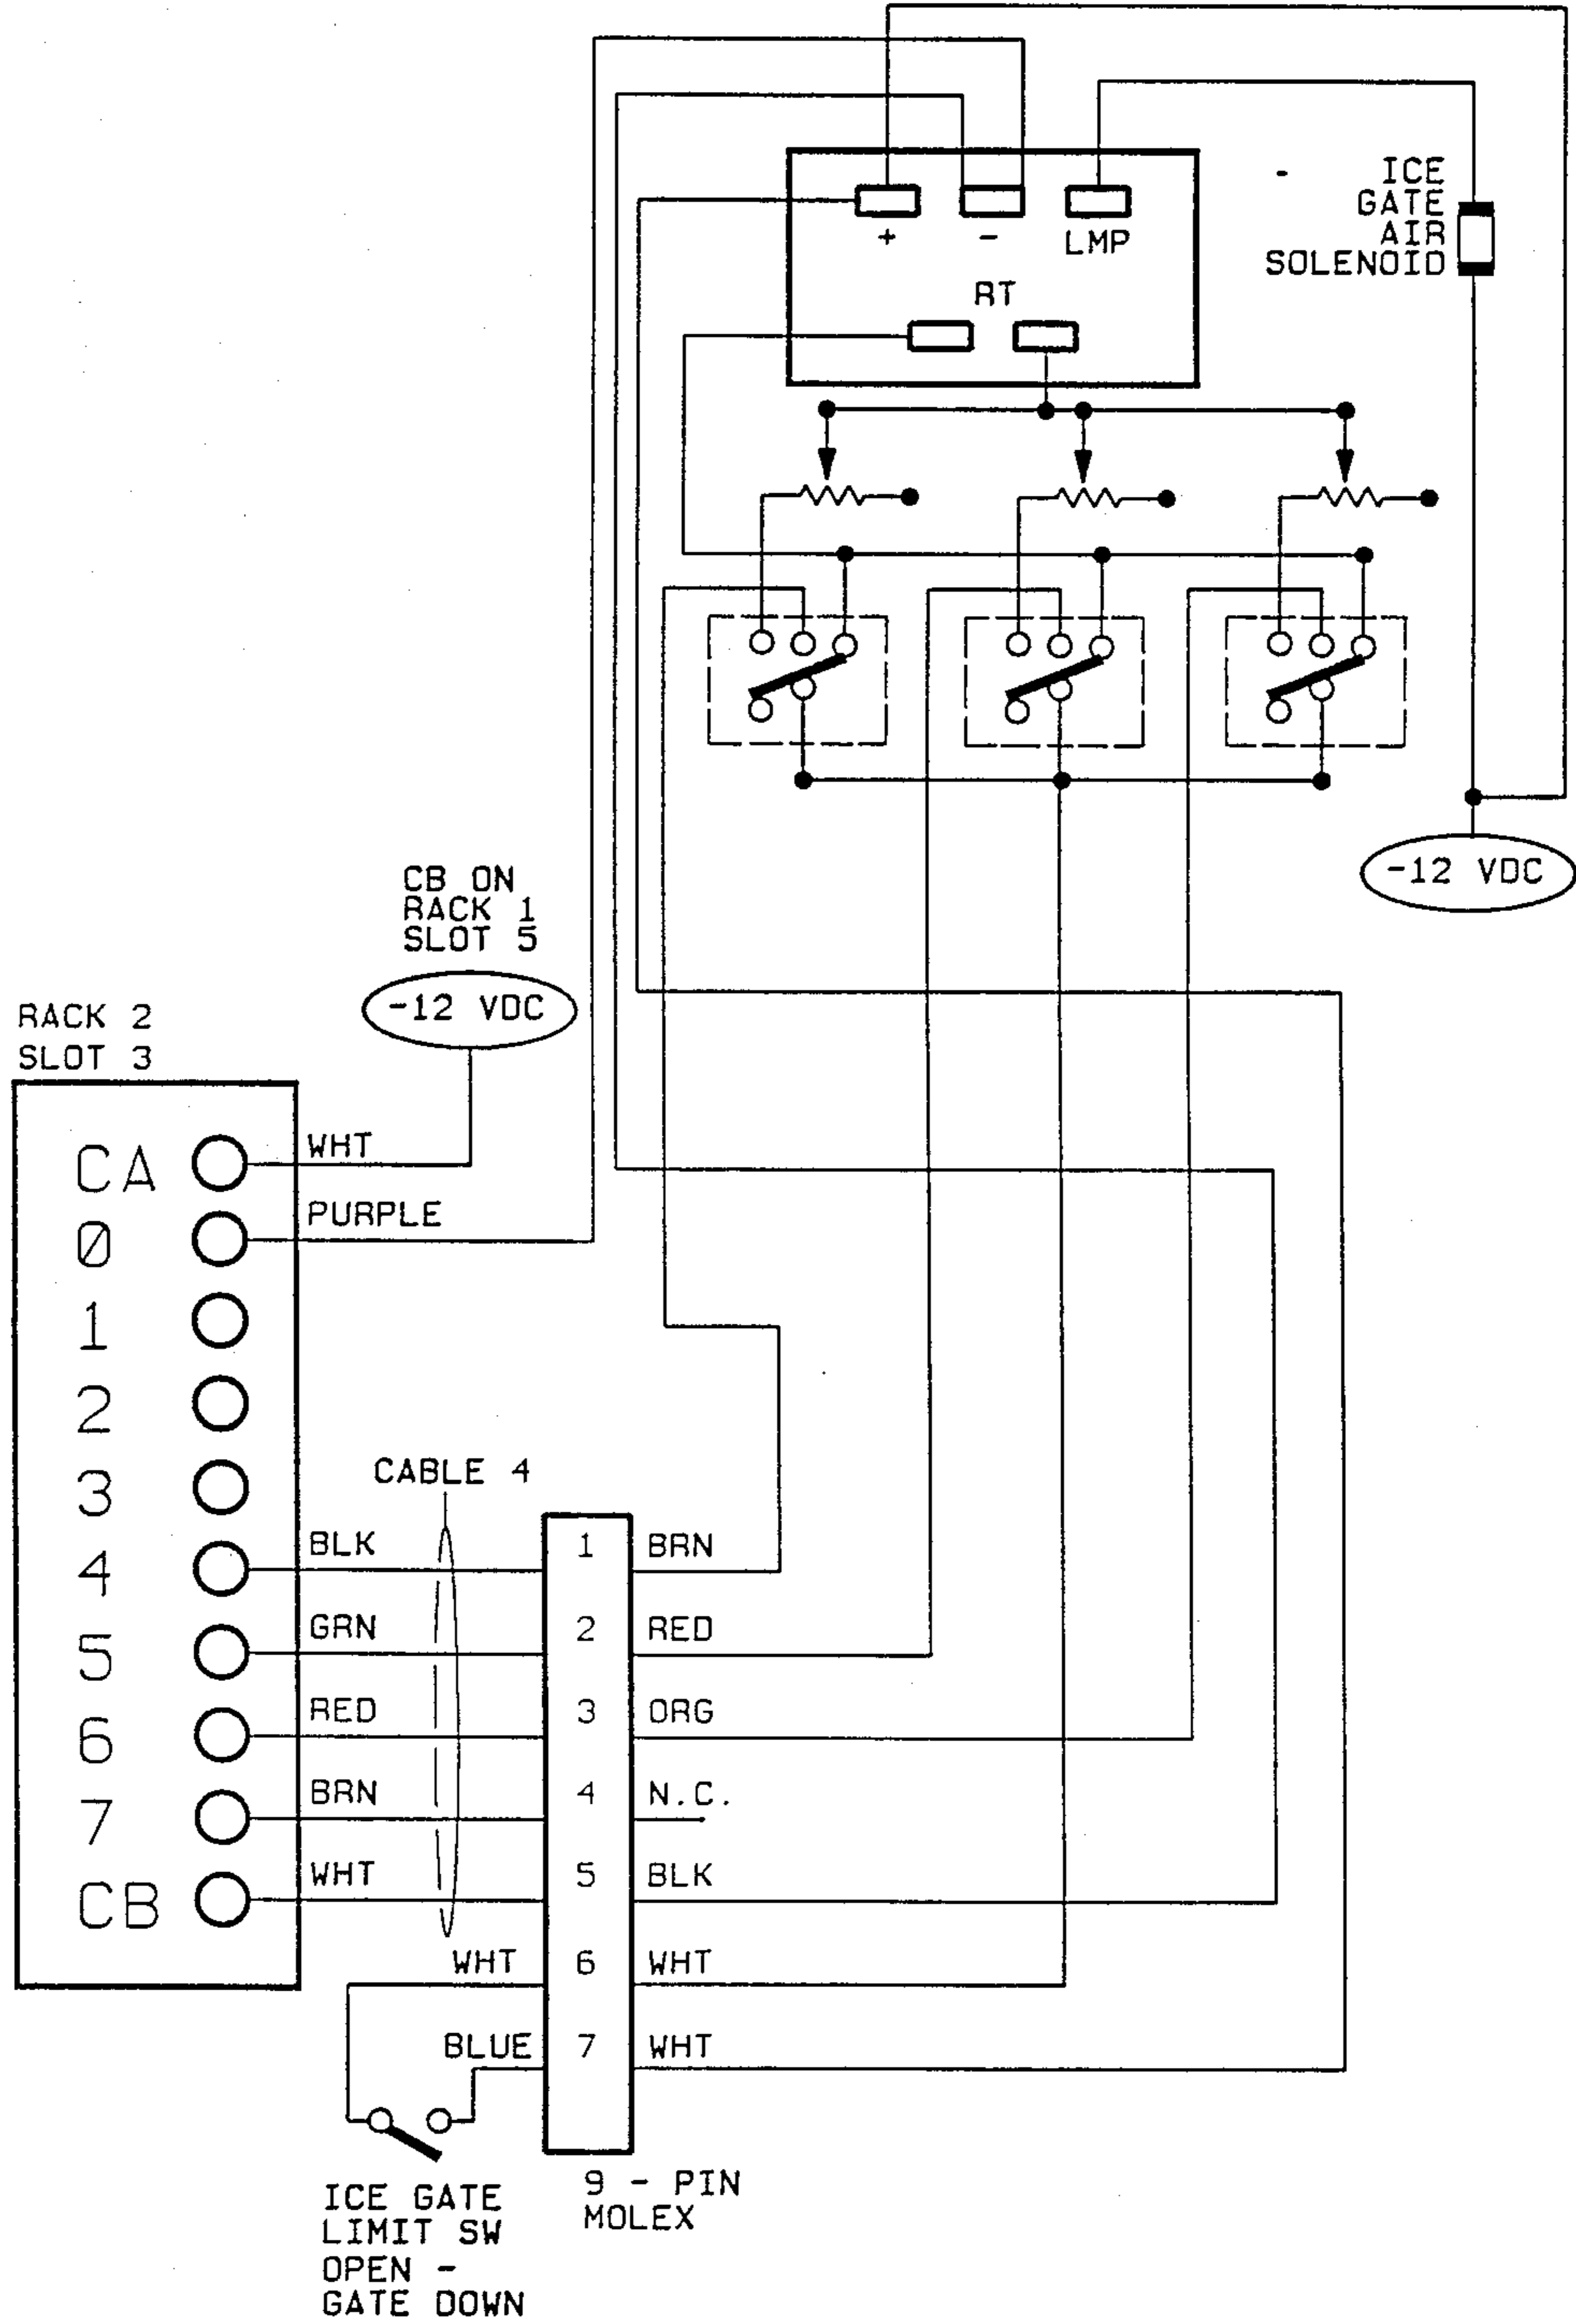 +
-
LMP
RT
-
ICE
GATE
AIR
SOLENOID
-12 VDC
CB ON
RACK 1
SLOT 5
-12 VDC
RACK 2
SLOT 3
CA
WHT
0
PURPLE
1
2
3
CABLE 4
4
BLK
1
BRN
5
GRN
2
RED
6
RED
3
ORG
7
BRN
4
N.C.
CB
WHT
5
BLK
WHT
6
WHT
BLUE
7
WHT
9 - PIN
MOLEX
ICE GATE
LIMIT SW
OPEN -
GATE DOWN